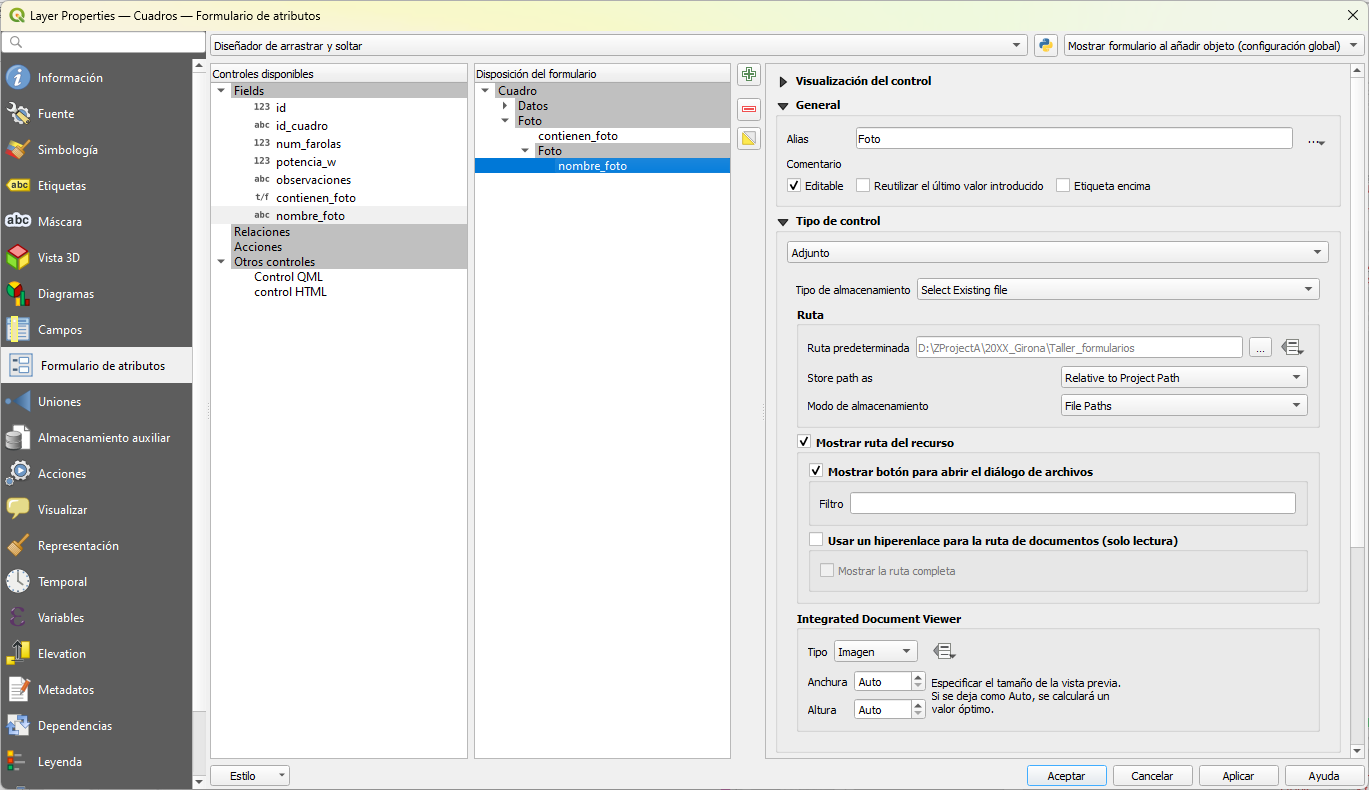 Layer Properties — Cuadros — Formulario de atributos
Diseñador de arrastrar y soltar
Mostrar formulario al añadir objeto (configuración global)
Información
Fuente
Simbología
abc Etiquetas
abc Máscara
Vista 3D
Diagramas
Campos
Formulario de atributos
Uniones
Almacenamiento auxiliar
Acciones
Visualizar
Representación
Temporal
Variables
Elevation
Metadatos
Dependencias
Leyenda
Controles disponibles
Fields
123 id
abc id_cuadro
123 num_farolas
123 potencia_w
abc observaciones
t/f contienen_foto
abc nombre_foto
Relaciones
Acciones
Otros controles
Control QML
control HTML
Disposición del formulario
Cuadro
Datos
Foto
contienen_foto
Foto
nombre_foto
Visualización del control
General
Alias Foto
Comentario
Editable Reutilizar el último valor introducido Etiqueta encima
Tipo de control
Adjunto
Tipo de almacenamiento Select Existing file
Ruta
Ruta predeterminada D:\ZProjectA\20XX_Girona\Taller_formularios ...
Store path as Relative to Project Path
Modo de almacenamiento File Paths
Mostrar ruta del recurso
Mostrar botón para abrir el diálogo de archivos
Filtro
Usar un hiperenlace para la ruta de documentos (solo lectura)
Mostrar la ruta completa
Integrated Document Viewer
Tipo Imagen
Anchura Auto
Altura Auto
Especificar el tamaño de la vista previa.
Si se deja como Auto, se calculará un
valor óptimo.
Estilo
Aceptar Cancelar Aplicar Ayuda